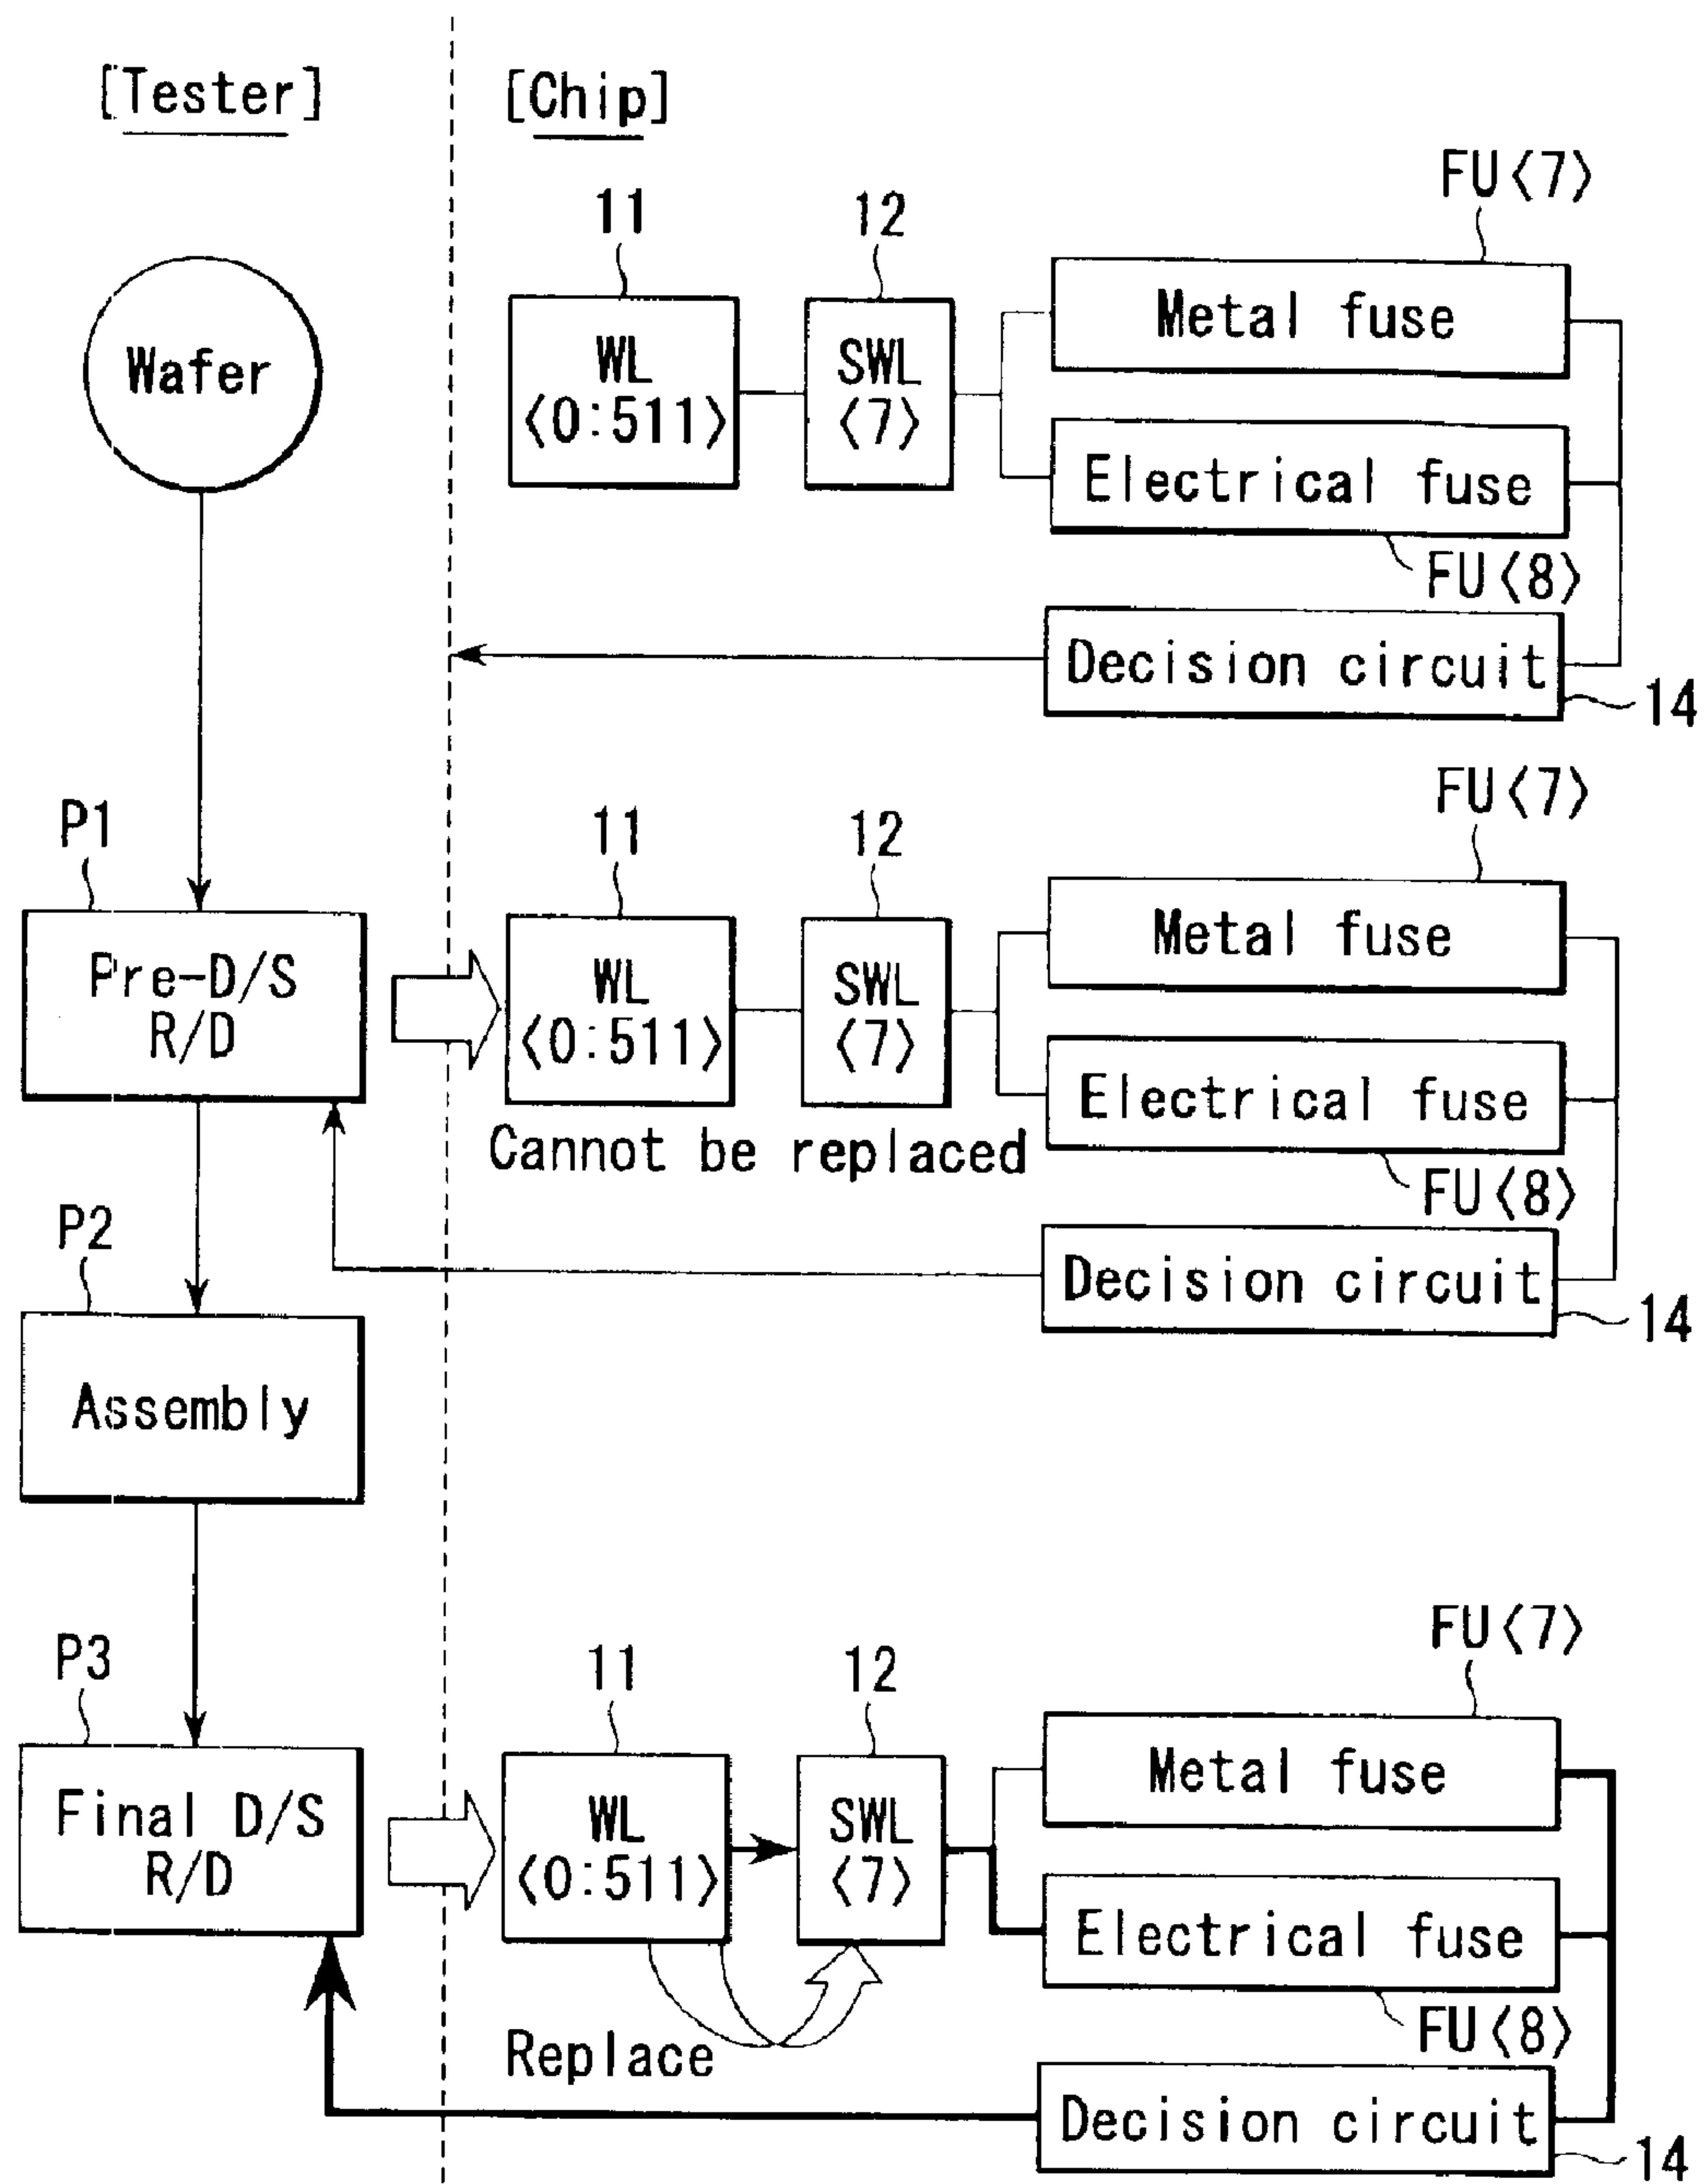 [Tester]
[Chip]
FU〈7〉
11
12
Wafer
WL
〈0:511〉
SWL
〈7〉
Metal fuse
Electrical fuse
FU〈8〉
Decision circuit
14
P1
Pre-D/S
R/D
11
12
FU〈7〉
WL
〈0:511〉
SWL
〈7〉
Metal fuse
Electrical fuse
Cannot be replaced
FU〈8〉
Decision circuit
14
P2
Assembly
P3
Final D/S
R/D
11
12
FU〈7〉
WL
〈0:511〉
SWL
〈7〉
Metal fuse
Electrical fuse
FU〈8〉
Replace
Decision circuit
14